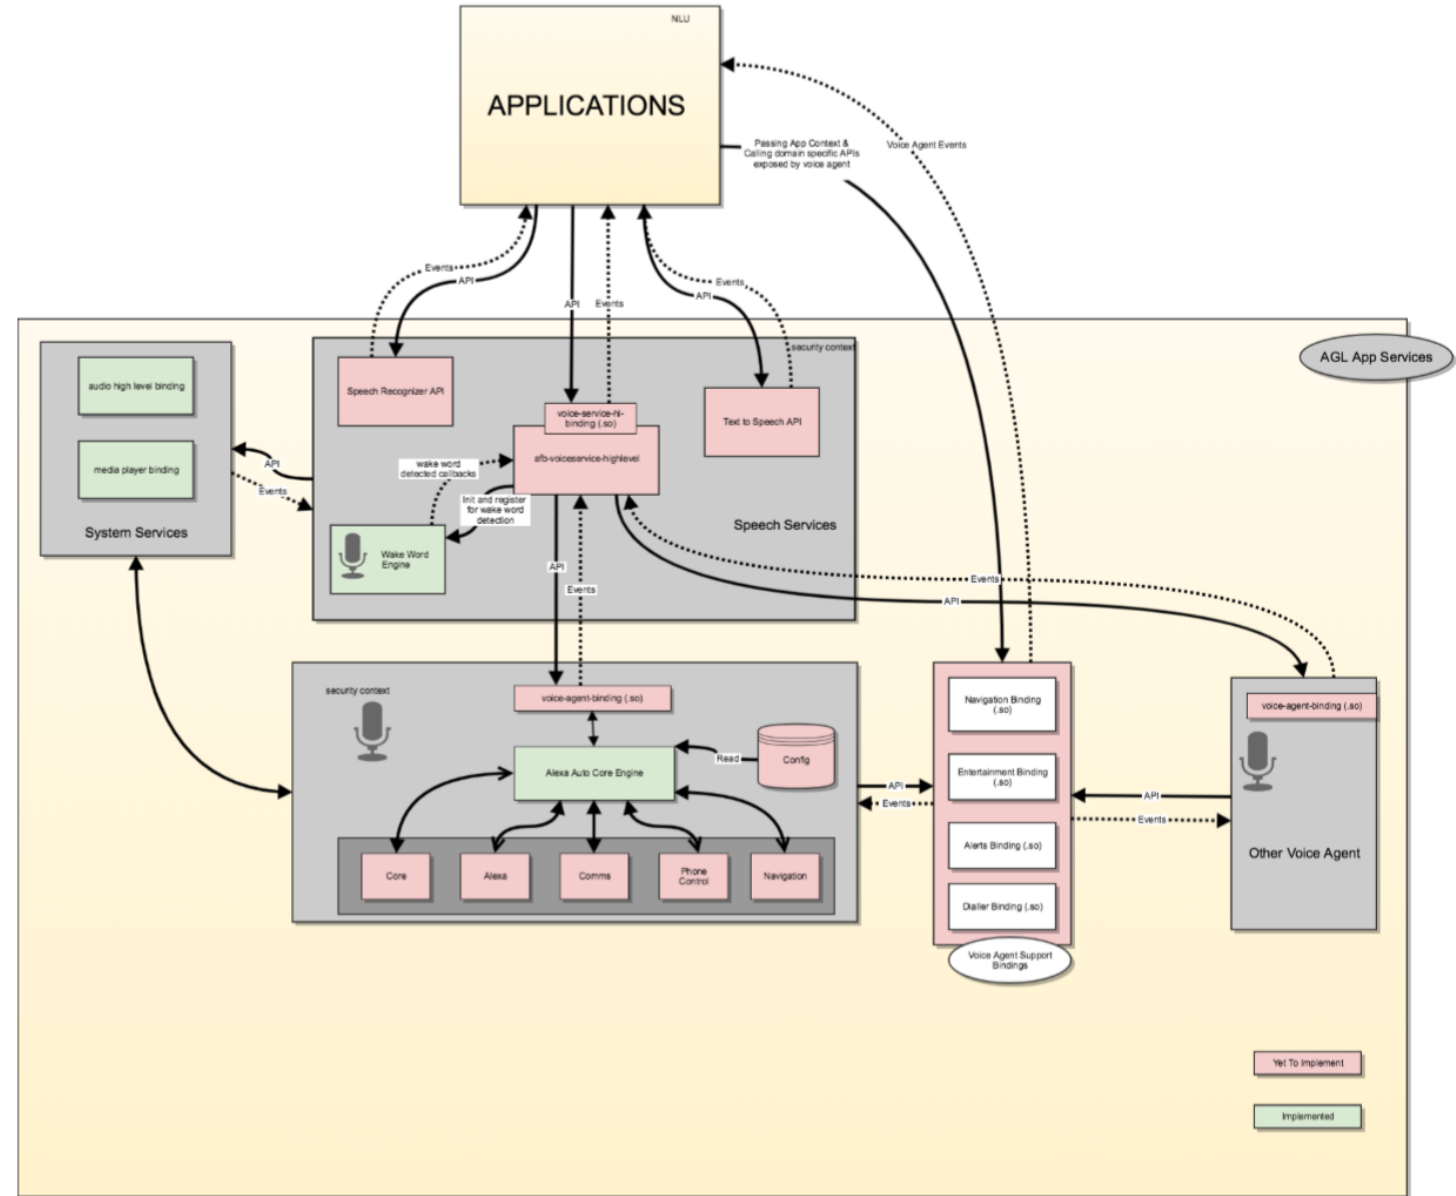 NLU
APPLICATIONS
Passing App Context &
Calling domain specific APIs
exposed by voice agent
Voice Agent Events
Events
API
API
Events
Events
API
AGL App Services
security context
audio high level binding
media player binding
System Services
API
Events
Speech Recognizer API
voice-service-hl-
binding (.so)
afb-voiceservice-highlevel
Text to Speech API
wake word
detected callbacks
Init and register
for wake word
detection
Wake Word
Engine
Speech Services
API
Events
Events
API
security context
voice-agent-binding (.so)
Alexa Auto Core Engine
Read
Config
Core
Alexa
Comms
Phone
Control
Navigation
API
Events
Navigation Binding
(.so)
Entertainment Binding
(.so)
Alerts Binding (.so)
Dialler Binding (.so)
Voice Agent Support
Bindings
API
Events
voice-agent-binding (.so)
Other Voice Agent
Yet To Implement
Implemented